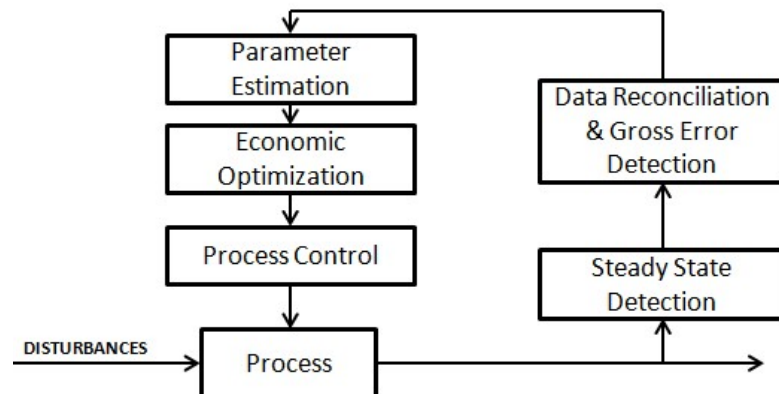 Parameter
Estimation
Economic
Optimization
Process Control
DISTURBANCES
Process
Data Reconciliation
& Gross Error
Detection
Steady State
Detection